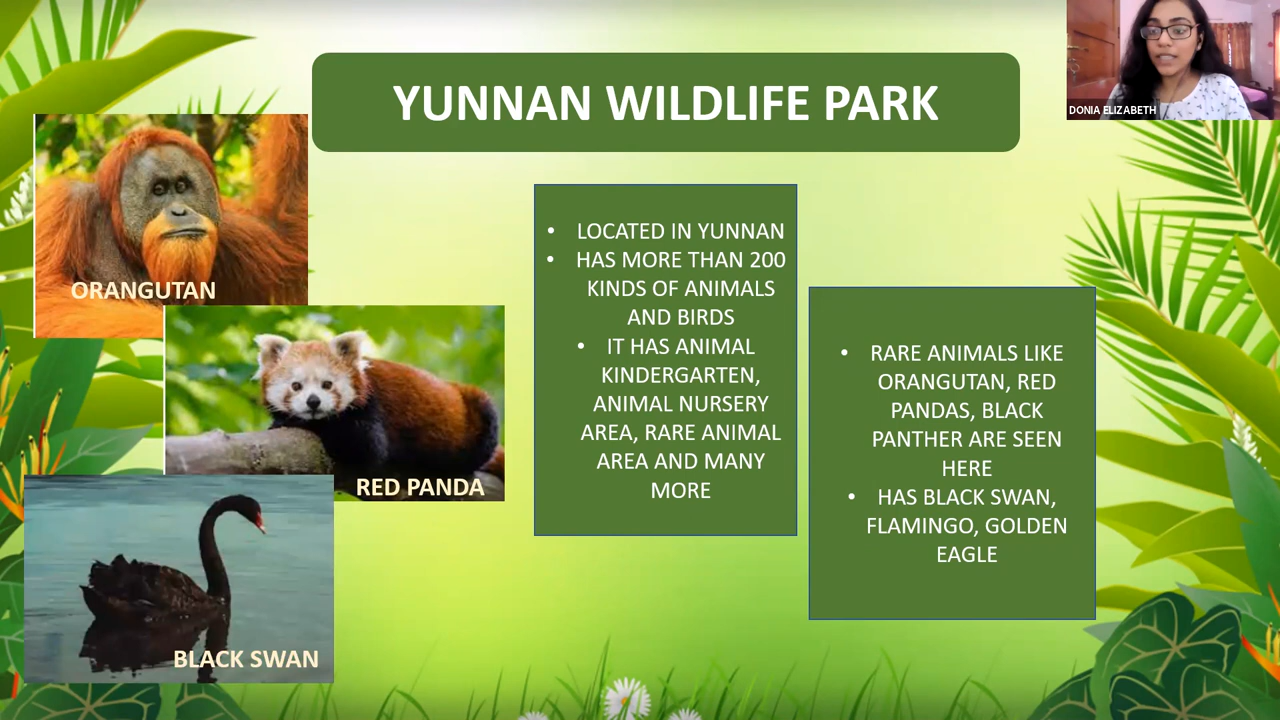 YUNNAN WILDLIFE PARK
DONIA ELIZABETH
ORANGUTAN
RED PANDA
BLACK SWAN
• LOCATED IN YUNNAN
• HAS MORE THAN 200
KINDS OF ANIMALS
AND BIRDS
• IT HAS ANIMAL
KINDERGARTEN,
ANIMAL NURSERY
AREA, RARE ANIMAL
AREA AND MANY
MORE
• RARE ANIMALS LIKE
ORANGUTAN, RED
PANDAS, BLACK
PANTHER ARE SEEN
HERE
• HAS BLACK SWAN,
FLAMINGO, GOLDEN
EAGLE